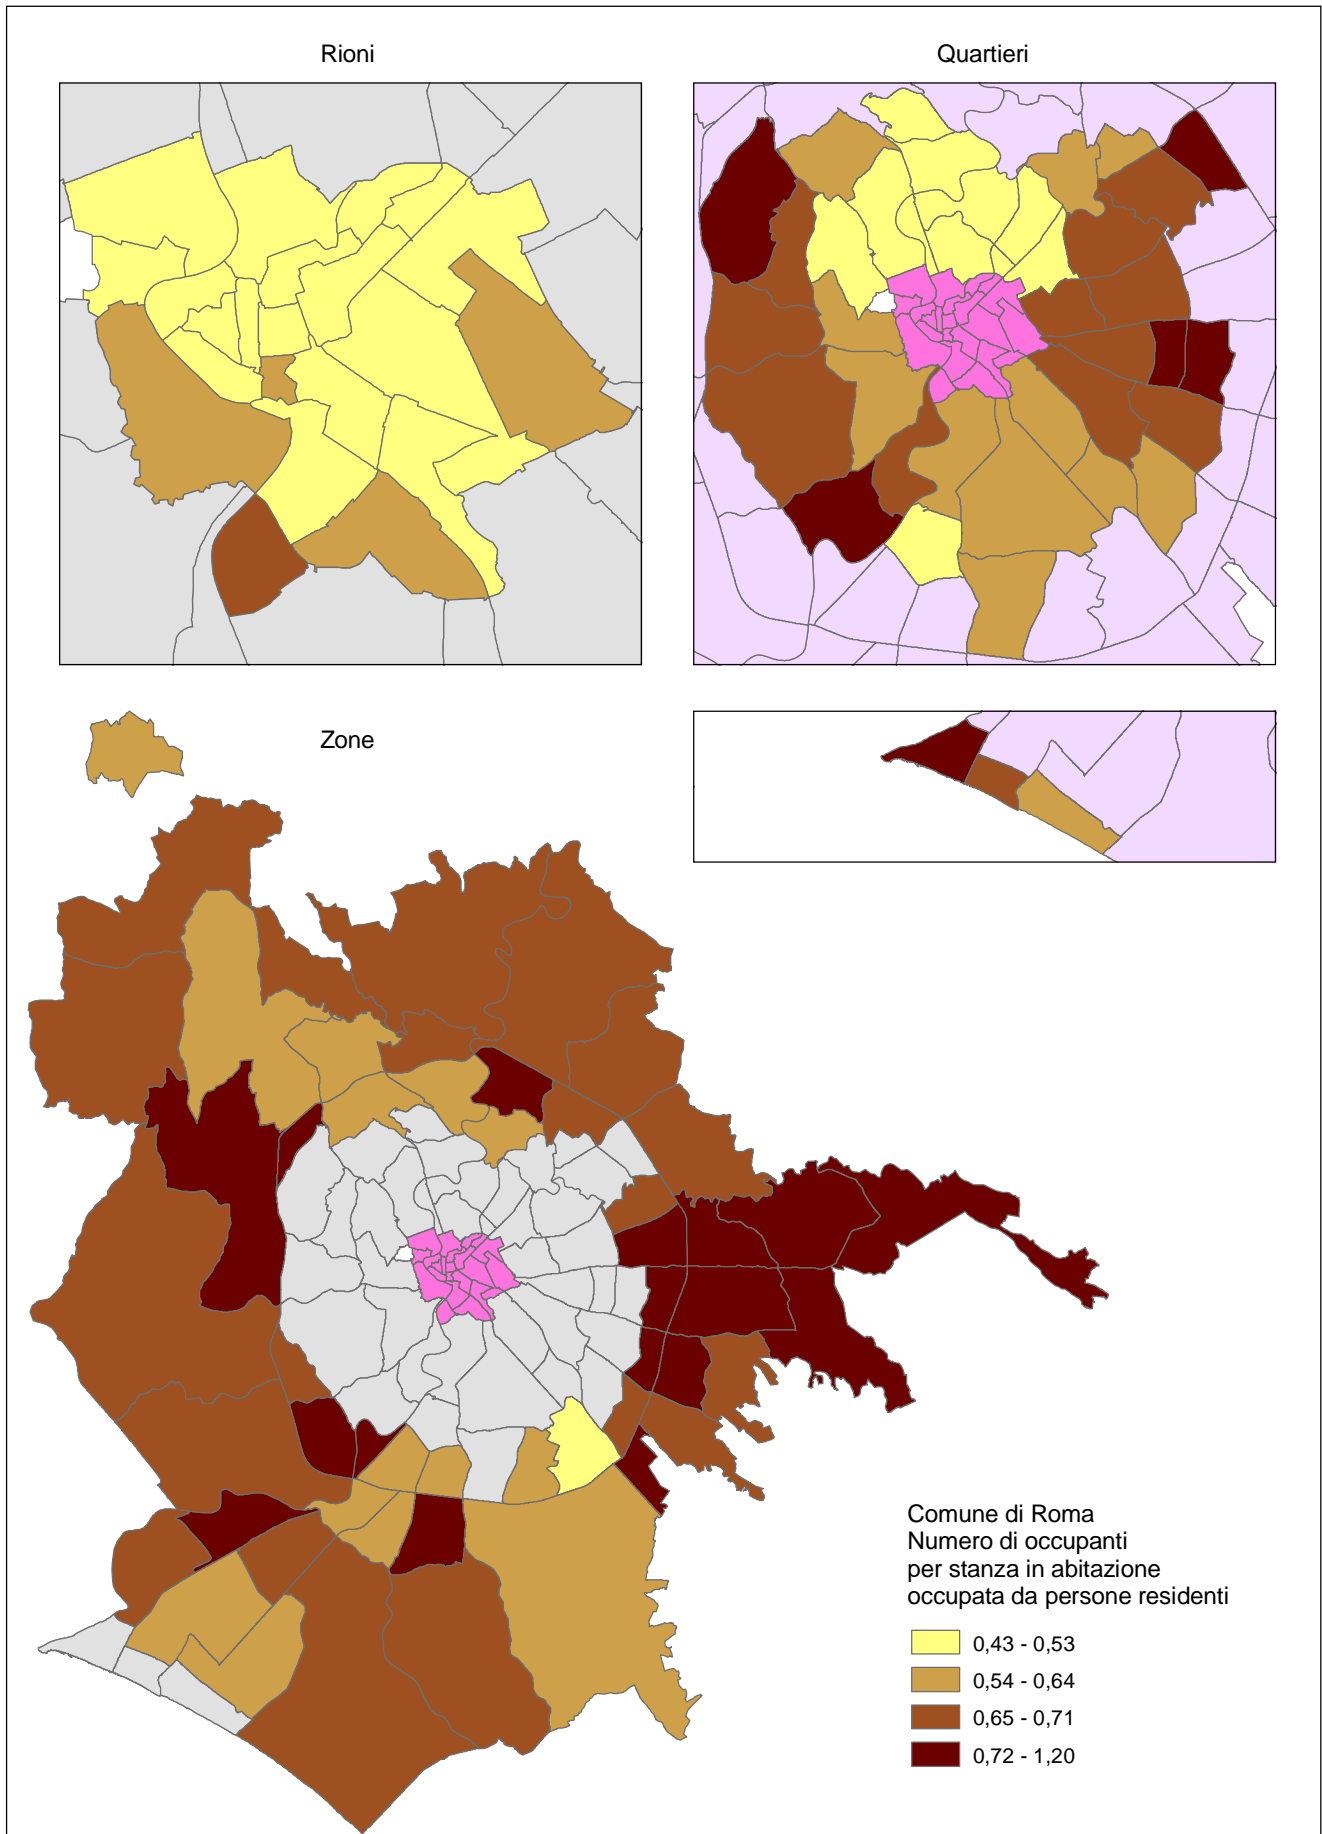 Rioni
Quartieri
Zone
Comune di Roma
Numero di occupanti
per stanza in abitazione
occupata da persone residenti
0,43 - 0,53
0,54 - 0,64
0,65 - 0,71
0,72 - 1,20